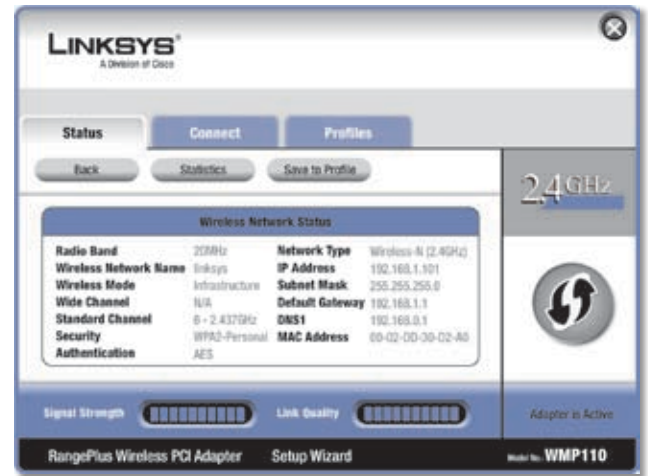 LINKSYS®
A Division of Cisco
Status Connect Profiles
Back Statistics Save to Profile
2,4GHz
Wireless Network Status
Radio Band 20MHz Network Type Wireless-N (2.4GHz)
Wireless Network Name linksys IP Address 192.168.1.101
Wireless Mode Infrastructure Subnet Mask 255.255.255.0
Wide Channel N/A Default Gateway 192.168.1.1
Standard Channel 6 - 2.437GHz DNS1 192.168.0.1
Security WPA2-Personal MAC Address 00-02-DD-30-02-A0
Authentication AES
Signal Strength Link Quality Adapter is Active
RangePlus Wireless PCI Adapter Setup Wizard Model No. WMP110